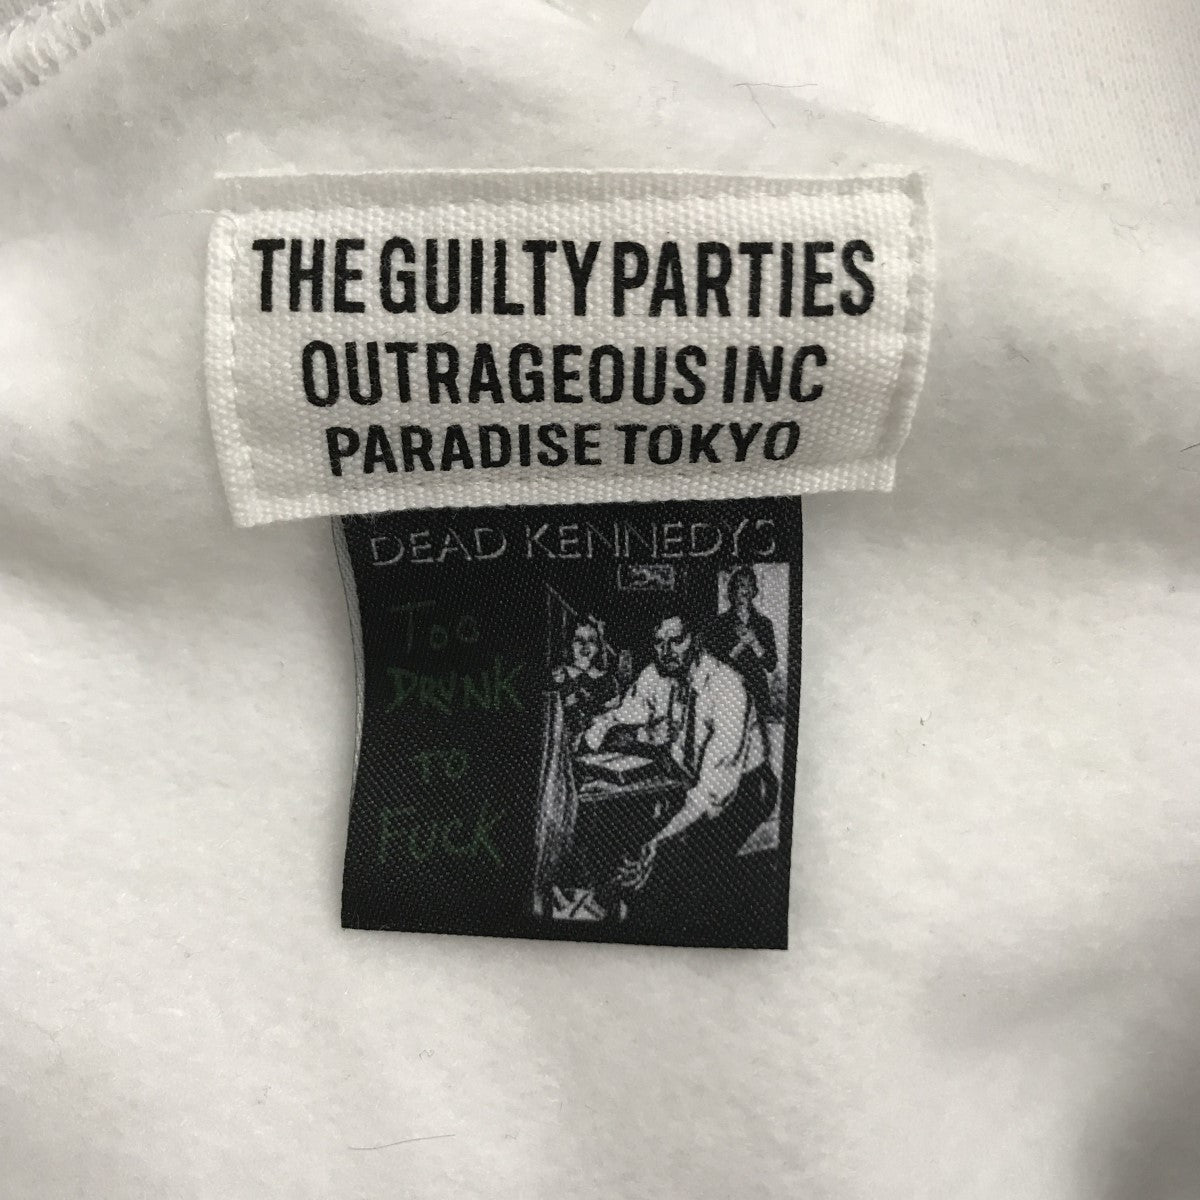 THE GUILTY PARTIES
OUTRAGEOUS INC
PARADISE TOKYO
DEAD KENNEDYS
TOO
DRUNK
TO
FUCK